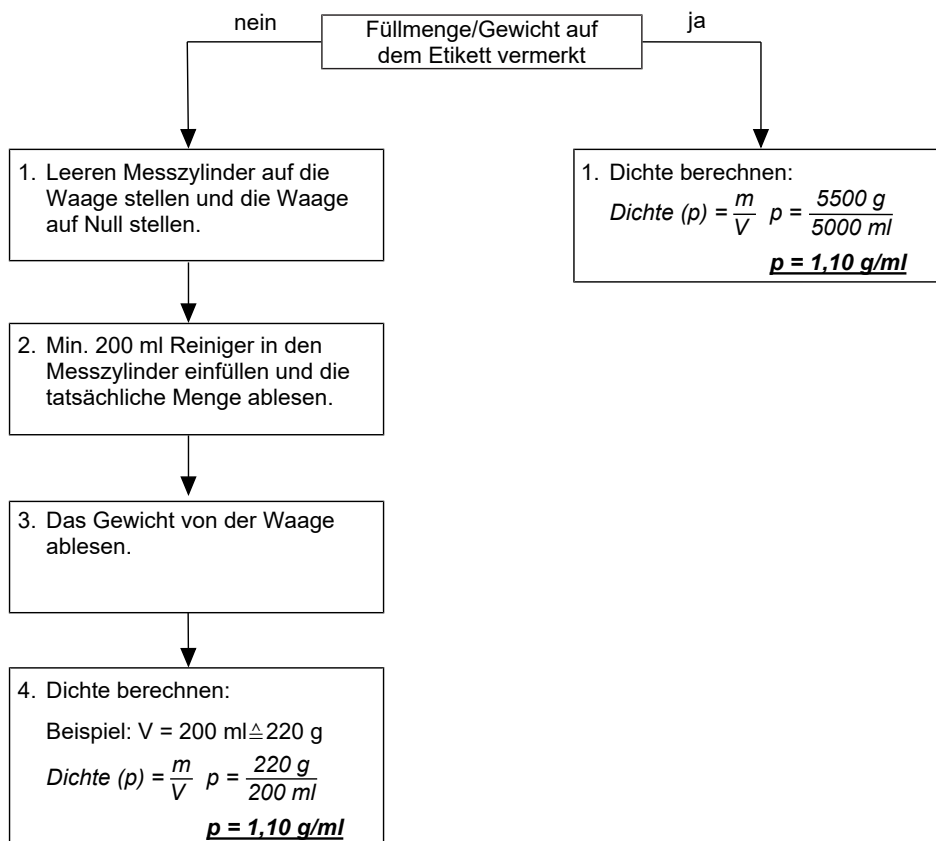 nein
Füllmenge/Gewicht auf
dem Etikett vermerkt
ja
1. Leeren Messzylinder auf die
Waage stellen und die Waage
auf Null stellen.
2. Min. 200 ml Reiniger in den
Messzylinder einfüllen und die
tatsächliche Menge ablesen.
3. Das Gewicht von der Waage
ablesen.
4. Dichte berechnen:
Beispiel: V = 200 ml≙220 g
Dichte (p) = m/V p = 220 g/200 ml
p = 1,10 g/ml
1. Dichte berechnen:
Dichte (p) = m/V p = 5500 g/5000 ml
p = 1,10 g/ml